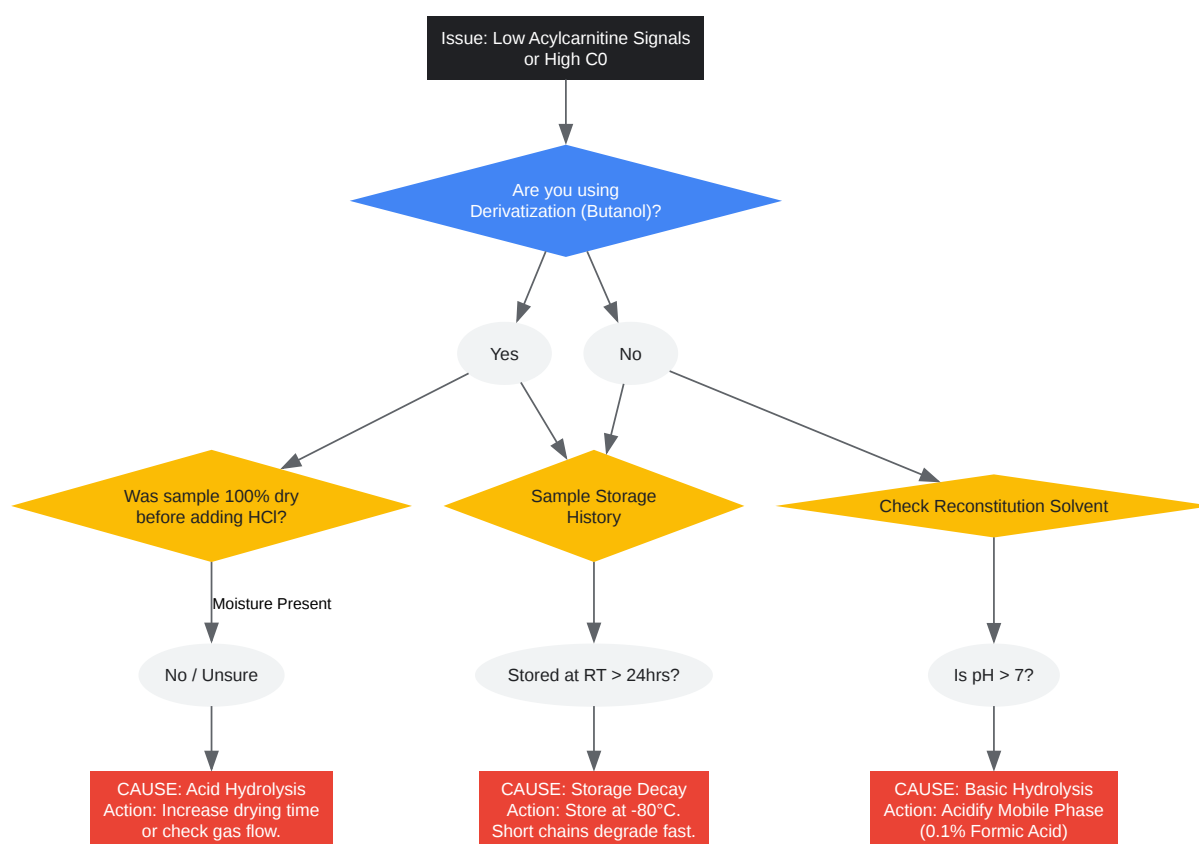 Issue: Low Acylcarnitine Signals
or High C0
Are you using
Derivatization (Butanol)?
Yes
No
Was sample 100% dry
before adding HCl?
Sample Storage
History
Check Reconstitution Solvent
Moisture Present
No / Unsure
Stored at RT > 24hrs?
Is pH > 7?
CAUSE: Acid Hydrolysis
Action: Increase drying time
or check gas flow.
CAUSE: Storage Decay
Action: Store at -80°C.
Short chains degrade fast.
CAUSE: Basic Hydrolysis
Action: Acidify Mobile Phase
(0.1% Formic Acid)